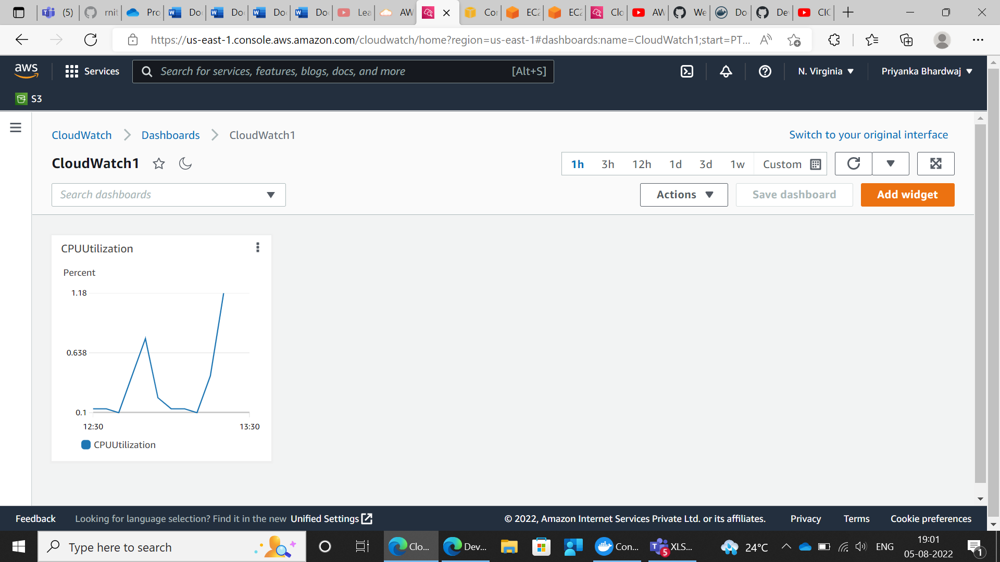 (5)
rnit
Pro
Do
Do
Do
Do
Lea
AW
Co
EC2
EC2
Clo
AW
We
Do
De
CIC
https://us-east-1.console.aws.amazon.com/cloudwatch/home?region=us-east-1#dashboards:name=CloudWatch1;start=PT...
aws
Services
Search for services, features, blogs, docs, and more
[Alt+S]
N. Virginia
Priyanka Bhardwaj
S3
CloudWatch
Dashboards
CloudWatch1
Switch to your original interface
CloudWatch1
1h
3h
12h
1d
3d
1w
Custom
Search dashboards
Actions
Save dashboard
Add widget
CPUUtilization
Percent
1.18
0.638
0.1
12:30
13:30
CPUUtilization
Feedback
Looking for language selection? Find it in the new Unified Settings
© 2022, Amazon Internet Services Private Ltd. or its affiliates.
Privacy
Terms
Cookie preferences
Type here to search
Clo...
Dev...
Con...
5
XLS...
24°C
ENG
19:01
05-08-2022
1